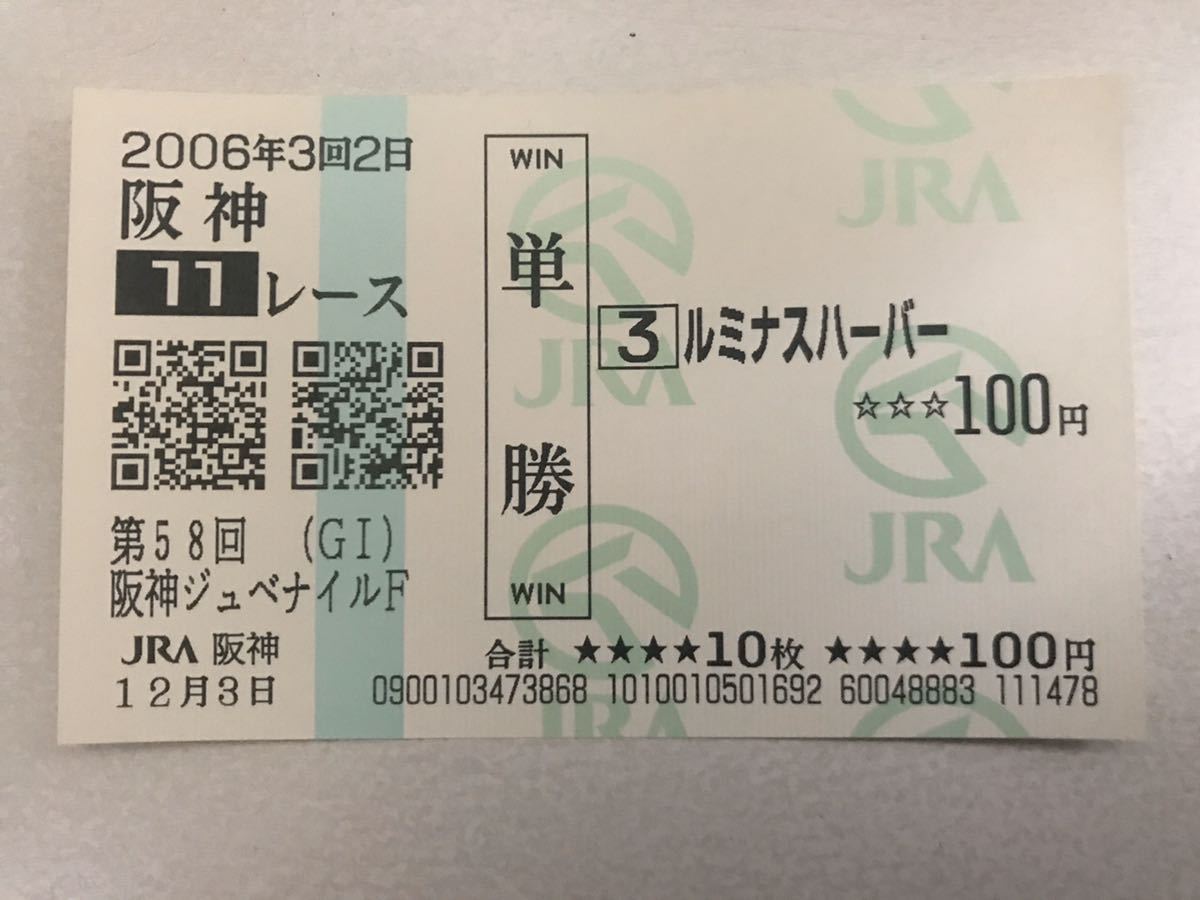 2006年3回2日
阪神
11レース
第58回 (GI)
阪神ジュベナイルF
JRA 阪神
12月3日
WIN
単勝
WIN
3 ルミナスハーバー
☆☆☆100円
合計 ★★★★10枚 ★★★★100円
0900103473868 1010010501692 60048883 111478
JRA
JRA
JRA
JRA